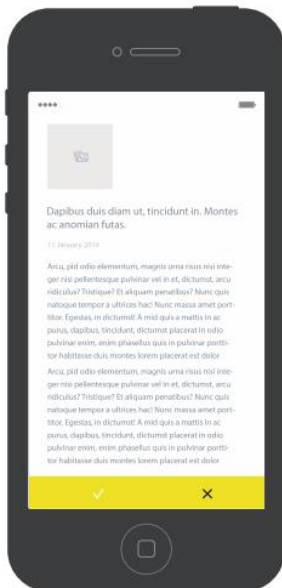 Dapibus duis diam ut, tincidunt in. Montes
ac anomian futas.
11 January 2014
Arcu, pid odio elementum, magnis urna risus nisi inte-
ger nisi pellentesque pulvinar vel in et, dictumst, arcu
ridiculus? Tristique? Et aliquam penatibus? Nunc quis
natoque tempor a ultrices hac! Nunc massa amet port-
titor. Egestas, in dictumst! A mid quis a mattis in ac
purus, dapibus, tincidunt, dictumst placerat in odio
pulvinar enim, enim phasellus quis in pulvinar portti-
tor habitasse duis montes lorem placerat est dolor
Arcu, pid odio elementum, magnis urna risus nisi inte-
ger nisi pellentesque pulvinar vel in et, dictumst, arcu
ridiculus? Tristique? Et aliquam penatibus? Nunc quis
natoque tempor a ultrices hac! Nunc massa amet port-
titor. Egestas, in dictumst! A mid quis a mattis in ac
purus, dapibus, tincidunt, dictumst placerat in odio
pulvinar enim, enim phasellus quis in pulvinar portti-
tor habitasse duis montes lorem placerat est dolor